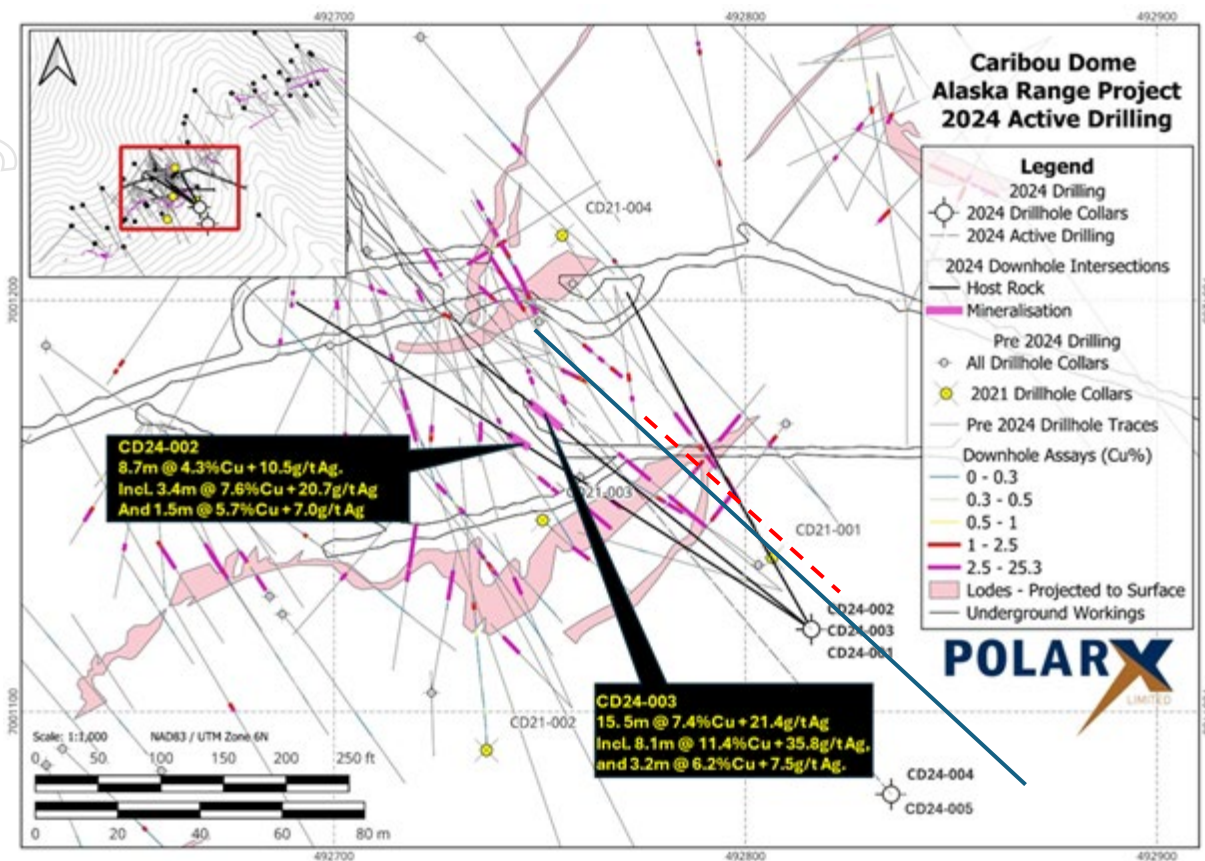 492700
492800
492900
Caribou Dome
Alaska Range Project
2024 Active Drilling
Legend
2024 Drilling
2024 Drillhole Collars
2024 Active Drilling
2024 Downhole Intersections
Host Rock
Mineralisation
Pre 2024 Drilling
All Drillhole Collars
2021 Drillhole Collars
Pre 2024 Drillhole Traces
Downhole Assays (Cu%)
0 - 0.3
0.3 - 0.5
0.5 - 1
1 - 2.5
2.5 - 25.3
Lodes - Projected to Surface
Underground Workings
CD21-004
7001200
CD24-002
8.7m @ 4.3%Cu + 10.5g/t Ag.
Incl. 3.4m @ 7.6%Cu + 20.7g/t Ag
And 1.5m @ 5.7%Cu + 7.0g/t Ag
CD21-003
CD21-001
CD24-002
CD24-003
CD24-001
POLARX
LIMITED
CD24-003
15.5m @ 7.4%Cu + 21.4g/t Ag
Incl. 8.1m @ 11.4%Cu + 35.8g/t Ag,
and 3.2m @ 6.2%Cu + 7.5g/t Ag.
7001100
CD21-002
CD24-004
CD24-005
Scale: 1:1,000 NAD83 / UTM Zone 6N
0 50 100 150 200 250 ft
0 20 40 60 80 m
492700
492800
492900